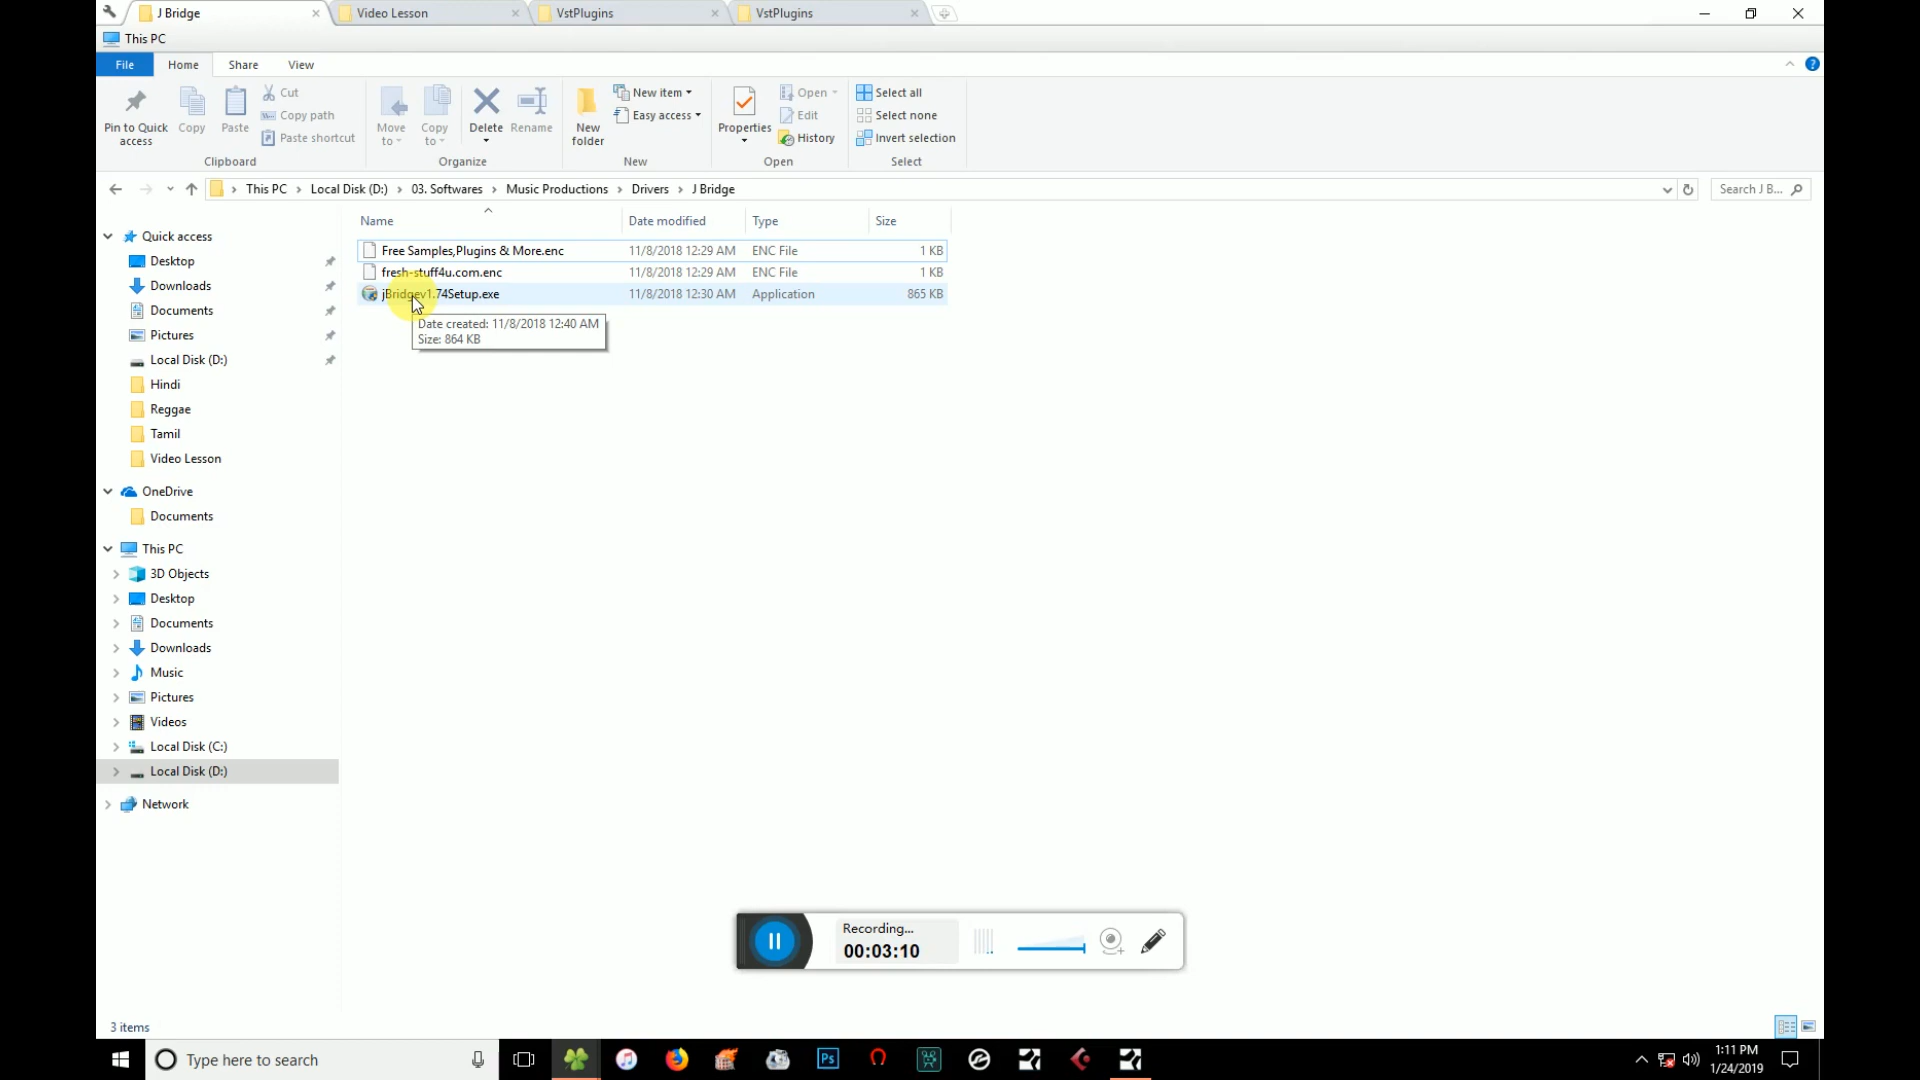 J Bridge
Video Lesson
VstPlugins
VstPlugins
This PC
File
Home
Share
View
Pin to Quick access
Copy
Paste
Cut
Copy path
Paste shortcut
Clipboard
Move to
Copy to
Delete
Rename
Organize
New folder
New item
Easy access
New
Properties
Open
Edit
History
Open
Select all
Select none
Invert selection
Select
This PC > Local Disk (D:) > 03. Softwares > Music Productions > Drivers > J Bridge
Search J B...
Name
Date modified
Type
Size
Free Samples,Plugins & More.enc 11/8/2018 12:29 AM ENC File 1 KB
fresh-stuff4u.com.enc 11/8/2018 12:29 AM ENC File 1 KB
jBridgev1.74Setup.exe 11/8/2018 12:30 AM Application 865 KB
Date created: 11/8/2018 12:40 AM
Size: 864 KB
Quick access
Desktop
Downloads
Documents
Pictures
Local Disk (D:)
Hindi
Reggae
Tamil
Video Lesson
OneDrive
Documents
This PC
3D Objects
Desktop
Documents
Downloads
Music
Pictures
Videos
Local Disk (C:)
Local Disk (D:)
Network
Recording...
00:03:10
3 items
Type here to search
Ps
1:11 PM
1/24/2019